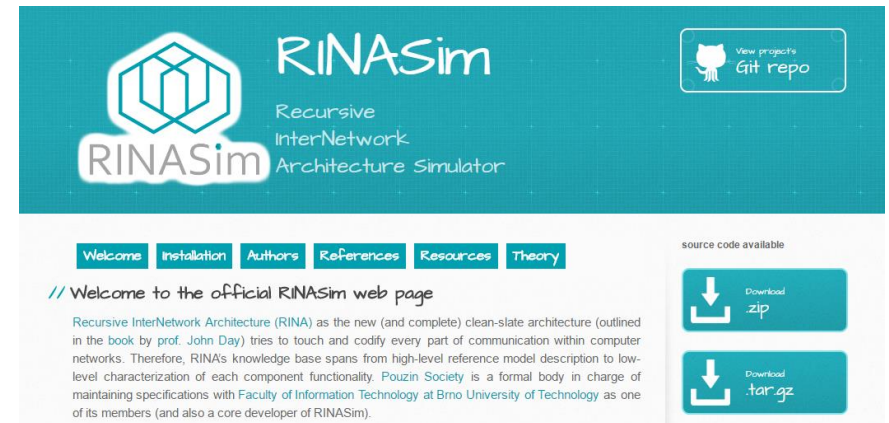 RINASim
RINASim
Recursive
InterNetwork
Architecture Simulator
View project's
Git repo
Welcome Installation Authors References Resources Theory
// Welcome to the official RINASim web page
Recursive InterNetwork Architecture (RINA) as the new (and complete) clean-slate architecture (outlined
in the book by prof. John Day) tries to touch and codify every part of communication within computer
networks. Therefore, RINA's knowledge base spans from high-level reference model description to low-
level characterization of each component functionality. Pouzin Society is a formal body in charge of
maintaining specifications with Faculty of Information Technology at Brno University of Technology as one
of its members (and also a core developer of RINASim).
source code available
Download
.zip
Download
.tar.gz